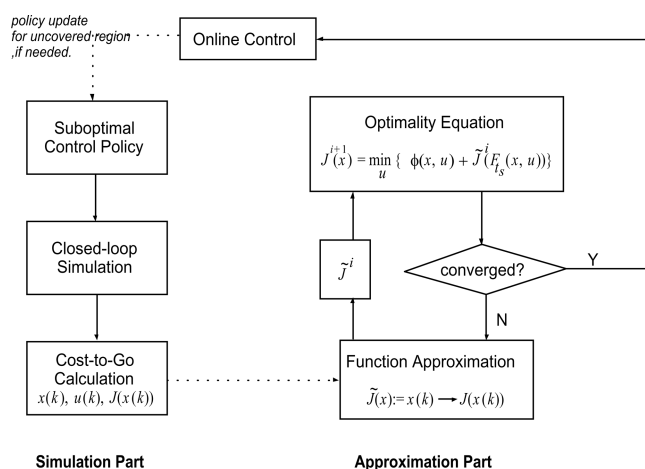 policy update
for uncovered region
,if needed.
Online Control
Suboptimal
Control Policy
Closed-loop
Simulation
Cost-to-Go
Calculation
x(k), u(k), J(x(k))
Simulation Part
Optimality Equation
J^{i+1}(x) = min_u { ϕ(x, u) + J̃^i(F_{t_s}(x, u))}
J̃^i
converged?
Y
N
Function Approximation
J̃(x):= x(k) → J(x(k))
Approximation Part